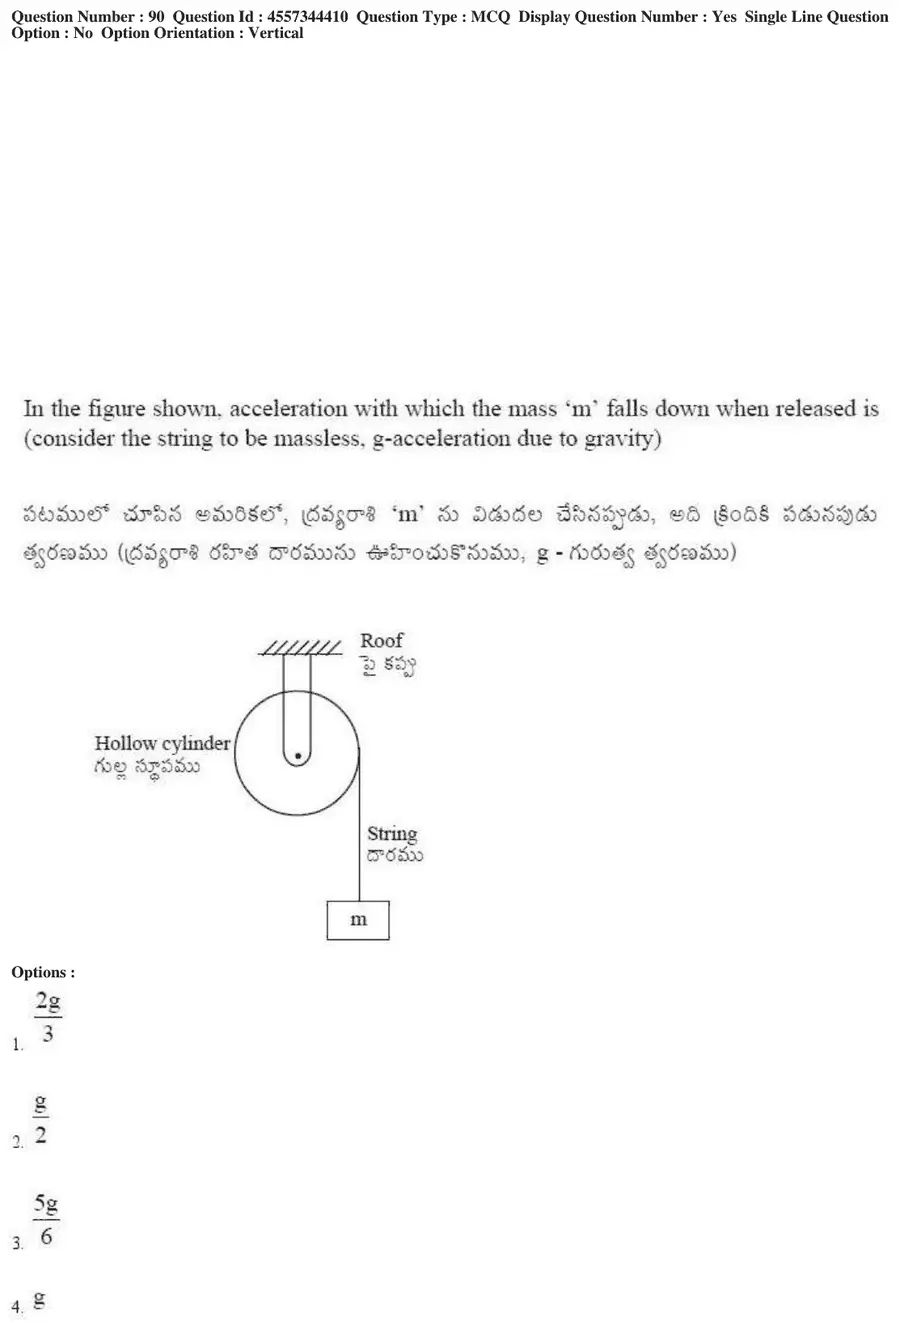 Question Number : 90 Question Id : 4557344410 Question Type : MCQ Display Question Number : Yes Single Line Question
Option : No Option Orientation : Vertical
In the figure shown, acceleration with which the mass ‘m’ falls down when released is
(consider the string to be massless, g-acceleration due to gravity)
పటములో చూపిన అమరికలో, ద్రవ్యరాశి ‘m’ ను విడుదల చేసినప్పుడు, అది క్రిందికి పడునపుడు
త్వరణము (ద్రవ్యరాశి రహిత దారమును ఊహించుకొనుము, g - గురుత్వ త్వరణము)
Roof
పై కప్పు
Hollow cylinder
గుల్ల స్థూపము
String
దారము
m
Options :
1. 2g/3
2. g/2
3. 5g/6
4. g